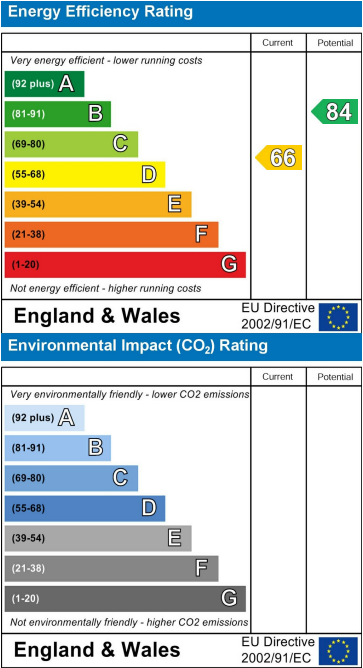 Energy Efficiency Rating
Current Potential
Very energy efficient - lower running costs
(92 plus) A
(81-91) B
84
(69-80) C
66
(55-68) D
(39-54) E
(21-38) F
(1-20) G
Not energy efficient - higher running costs
England & Wales
EU Directive
2002/91/EC
Environmental Impact (CO₂) Rating
Current Potential
Very environmentally friendly - lower CO2 emissions
(92 plus) A
(81-91) B
(69-80) C
(55-68) D
(39-54) E
(21-38) F
(1-20) G
Not environmentally friendly - higher CO2 emissions
England & Wales
EU Directive
2002/91/EC